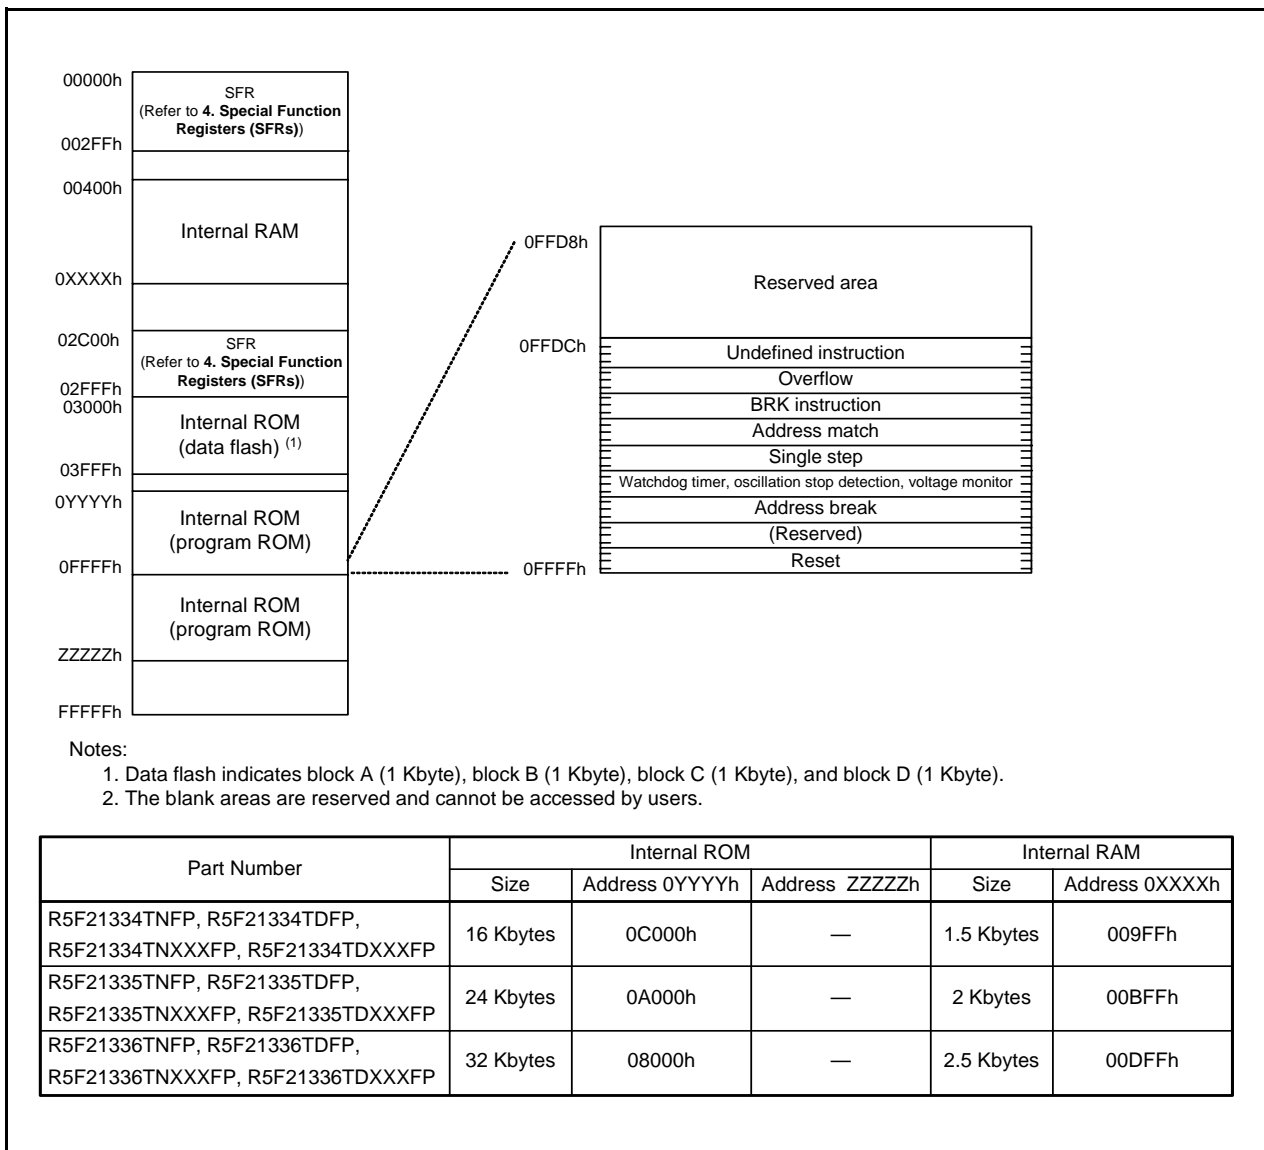 00000h
SFR
(Refer to 4. Special Function
Registers (SFRs))
002FFh
00400h
Internal RAM
0XXXXh
02C00h
SFR
(Refer to 4. Special Function
Registers (SFRs))
02FFFh
03000h
Internal ROM
(data flash) (1)
03FFFh
0YYYYh
Internal ROM
(program ROM)
0FFFFh
Internal ROM
(program ROM)
ZZZZZh
FFFFFh
0FFD8h
Reserved area
0FFDCh
Undefined instruction
Overflow
BRK instruction
Address match
Single step
Watchdog timer, oscillation stop detection, voltage monitor
Address break
(Reserved)
Reset
0FFFFh
Notes:
1. Data flash indicates block A (1 Kbyte), block B (1 Kbyte), block C (1 Kbyte), and block D (1 Kbyte).
2. The blank areas are reserved and cannot be accessed by users.
Part Number Internal ROM Internal RAM
Size Address 0YYYYh Address ZZZZZh Size Address 0XXXXh
R5F21334TNFP, R5F21334TDFP,
R5F21334TNXXXFP, R5F21334TDXXXFP
16 Kbytes 0C000h — 1.5 Kbytes 009FFh
R5F21335TNFP, R5F21335TDFP,
R5F21335TNXXXFP, R5F21335TDXXXFP
24 Kbytes 0A000h — 2 Kbytes 00BFFh
R5F21336TNFP, R5F21336TDFP,
R5F21336TNXXXFP, R5F21336TDXXXFP
32 Kbytes 08000h — 2.5 Kbytes 00DFFh